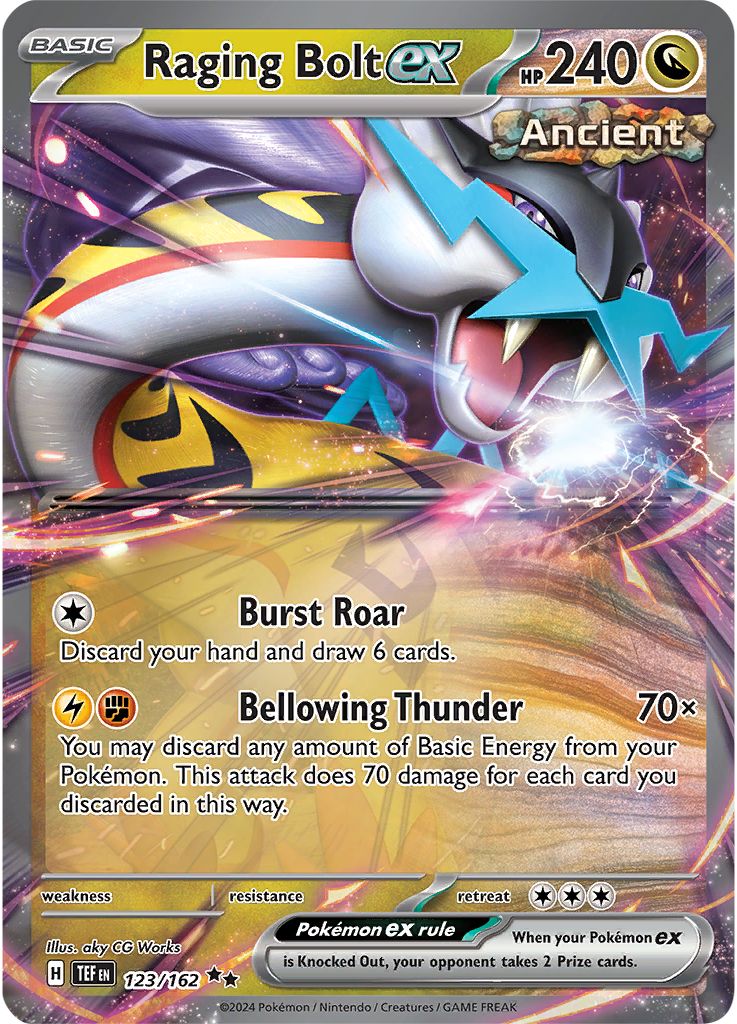 BASIC
Raging Bolt ex
HP 240
Ancient
Burst Roar
Discard your hand and draw 6 cards.
Bellowing Thunder 70×
You may discard any amount of Basic Energy from your
Pokémon. This attack does 70 damage for each card you
discarded in this way.
weakness resistance retreat
Illus. aky CG Works
H TEF EN 123/162
Pokémon ex rule
When your Pokémon ex
is Knocked Out, your opponent takes 2 Prize cards.
©2024 Pokémon / Nintendo / Creatures / GAME FREAK